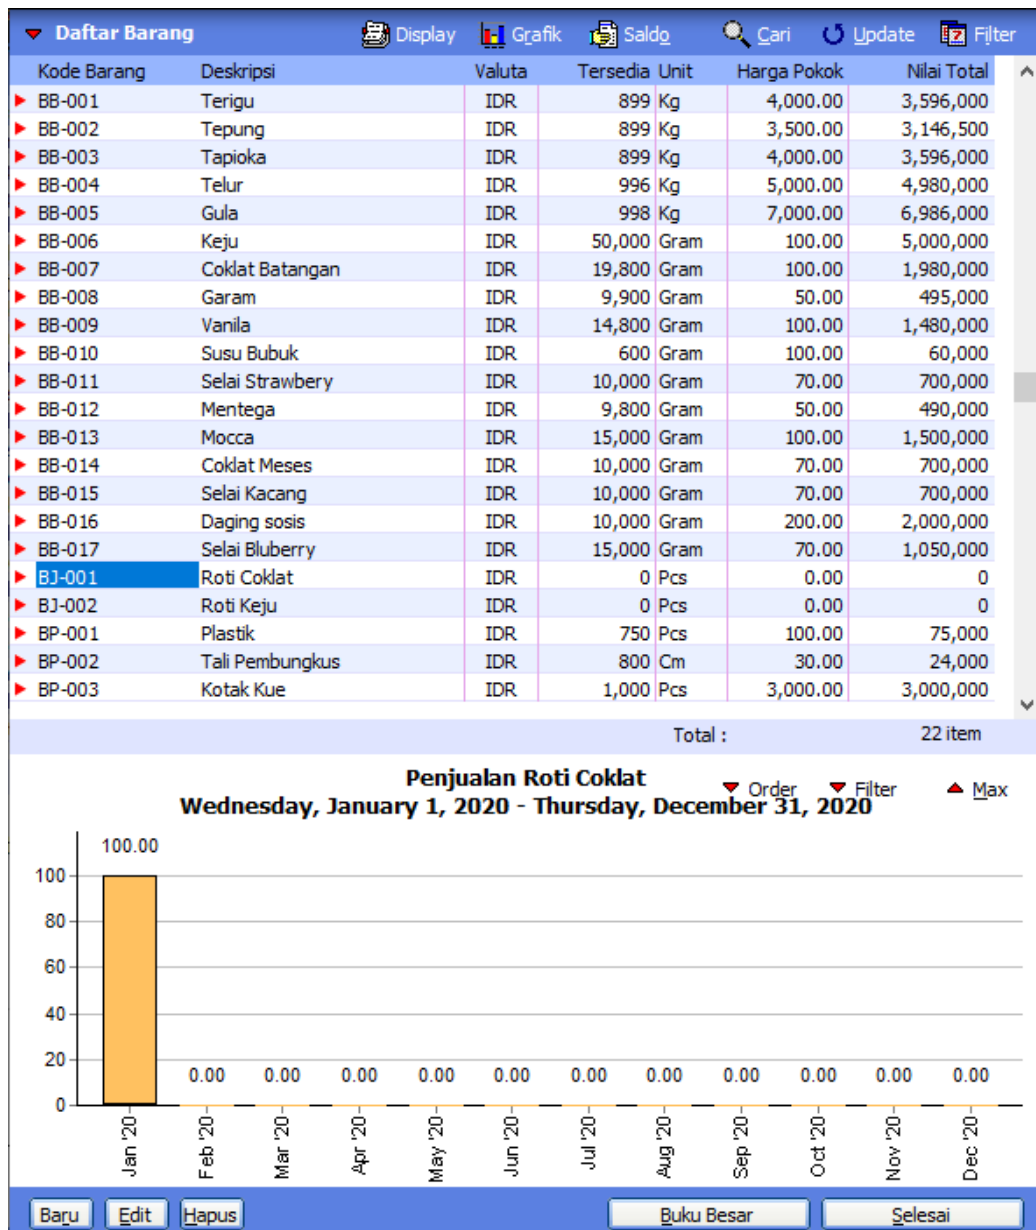 Daftar Barang Display Grafik Saldo Cari Update Filter
Kode Barang Deskripsi Valuta Tersedia Unit Harga Pokok Nilai Total
BB-001 Terigu IDR 899 Kg 4,000.00 3,596,000
BB-002 Tepung IDR 899 Kg 3,500.00 3,146,500
BB-003 Tapioka IDR 899 Kg 4,000.00 3,596,000
BB-004 Telur IDR 996 Kg 5,000.00 4,980,000
BB-005 Gula IDR 998 Kg 7,000.00 6,986,000
BB-006 Keju IDR 50,000 Gram 100.00 5,000,000
BB-007 Coklat Batangan IDR 19,800 Gram 100.00 1,980,000
BB-008 Garam IDR 9,900 Gram 50.00 495,000
BB-009 Vanila IDR 14,800 Gram 100.00 1,480,000
BB-010 Susu Bubuk IDR 600 Gram 100.00 60,000
BB-011 Selai Strawbery IDR 10,000 Gram 70.00 700,000
BB-012 Mentega IDR 9,800 Gram 50.00 490,000
BB-013 Mocca IDR 15,000 Gram 100.00 1,500,000
BB-014 Coklat Meses IDR 10,000 Gram 70.00 700,000
BB-015 Selai Kacang IDR 10,000 Gram 70.00 700,000
BB-016 Daging sosis IDR 10,000 Gram 200.00 2,000,000
BB-017 Selai Bluberry IDR 15,000 Gram 70.00 1,050,000
BJ-001 Roti Coklat IDR 0 Pcs 0.00 0
BJ-002 Roti Keju IDR 0 Pcs 0.00 0
BP-001 Plastik IDR 750 Pcs 100.00 75,000
BP-002 Tali Pembungkus IDR 800 Cm 30.00 24,000
BP-003 Kotak Kue IDR 1,000 Pcs 3,000.00 3,000,000
Total : 22 item
Penjualan Roti Coklat
Order Filter Max
Wednesday, January 1, 2020 - Thursday, December 31, 2020
100.00
100
80
60
40
20
0.00 0.00 0.00 0.00 0.00 0.00 0.00 0.00 0.00 0.00 0.00
0
Jan '20 Feb '20 Mar '20 Apr '20 May '20 Jun '20 Jul '20 Aug '20 Sep '20 Oct '20 Nov '20 Dec '20
Baru Edit Hapus Buku Besar Selesai